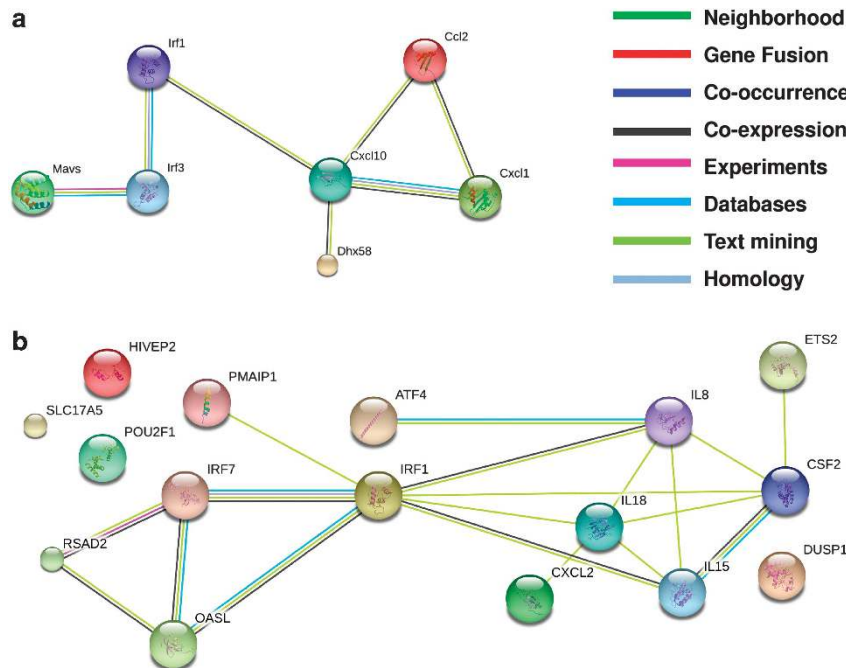 a
Irf1
Ccl2
Mavs
Irf3
Cxcl10
Cxcl1
Dhx58
Neighborhood
Gene Fusion
Co-occurrence
Co-expression
Experiments
Databases
Text mining
Homology
b
HIVEP2
ETS2
PMAIP1
ATF4
IL8
SLC17A5
POU2F1
IRF7
IRF1
CSF2
IL18
RSAD2
DUSP1
CXCL2
IL15
OASL